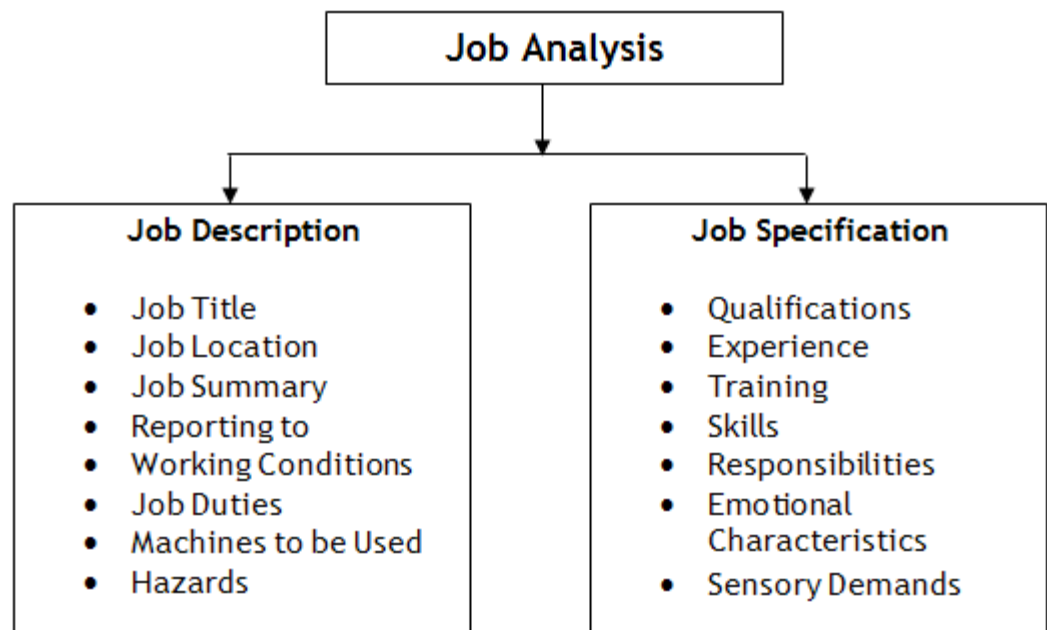 Job Analysis
Job Description
• Job Title
• Job Location
• Job Summary
• Reporting to
• Working Conditions
• Job Duties
• Machines to be Used
• Hazards
Job Specification
• Qualifications
• Experience
• Training
• Skills
• Responsibilities
• Emotional
Characteristics
• Sensory Demands